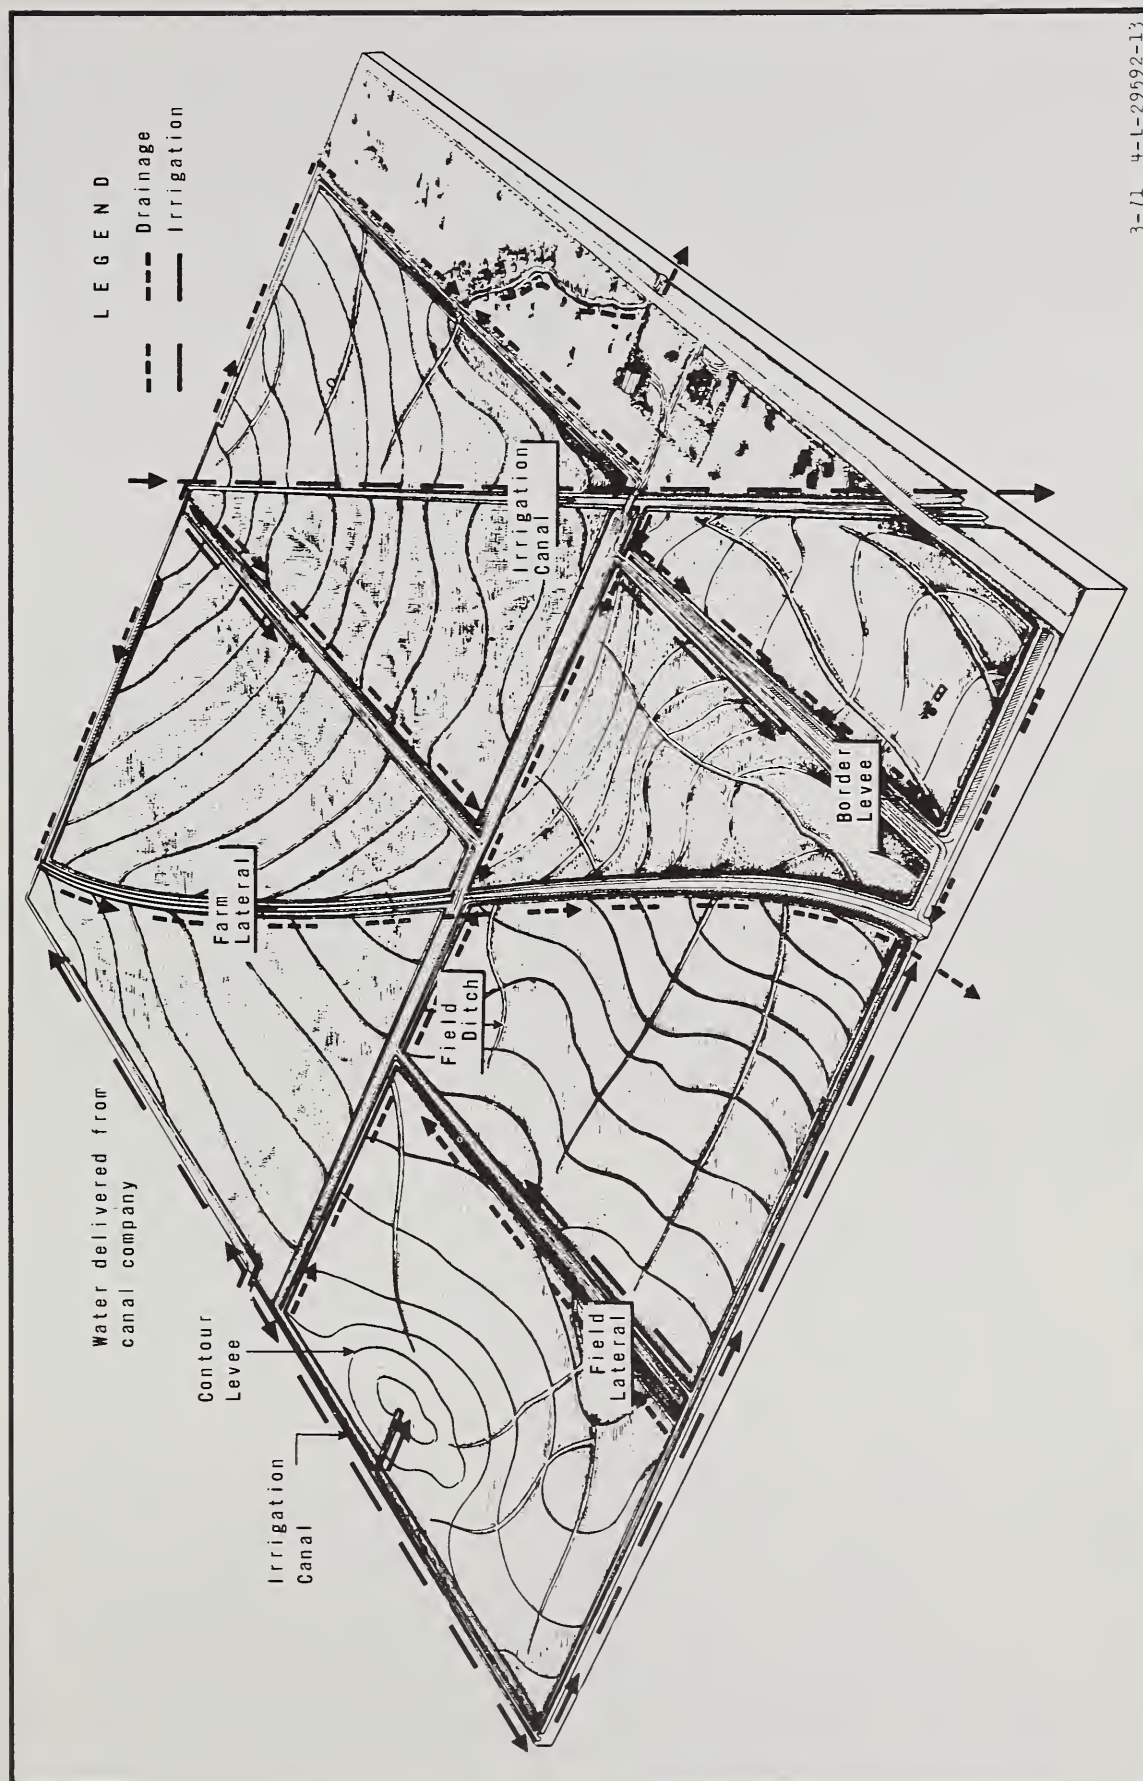 LEGEND
Drainage
Irrigation
Water delivered from
canal company
Contour
Levee
Irrigation
Canal
Farm
Lateral
Field
Ditch
Irrigation
Canal
Field
Lateral
Border
Levee
3-71 4-L-29592-13